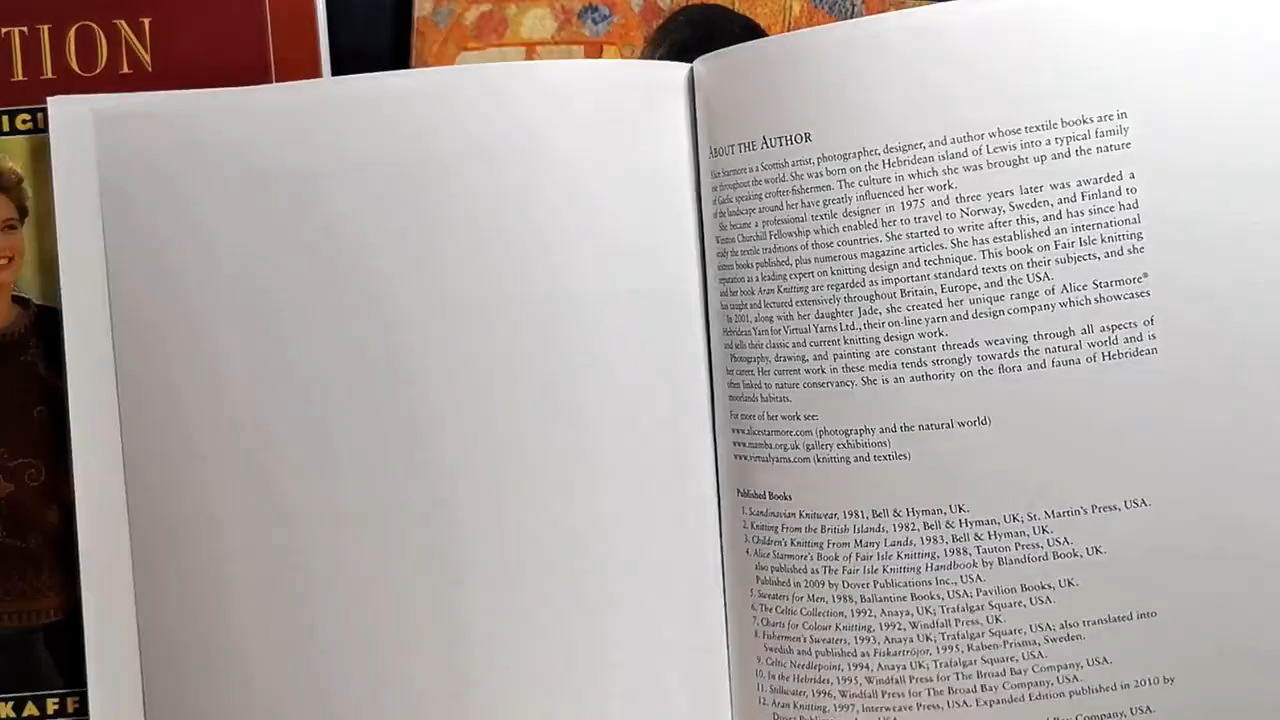 TION
IGI
KAFF
ABOUT THE AUTHOR
Alice Starmore is a Scottish artist, photographer, designer, and author whose textile books are in
throughout the world. She was born on the Hebridean island of Lewis into a typical family
of Gaelic speaking crofter-fishermen. The culture in which she was brought up and the nature
of the landscape around her have greatly influenced her work.
She became a professional textile designer in 1975 and three years later was awarded a
Winston Churchill Fellowship which enabled her to travel to Norway, Sweden, and Finland to
study the textile traditions of those countries. She started to write after this, and has since had
sixteen books published, plus numerous magazine articles. She has established an international
reputation as a leading expert on knitting design and technique. This book on Fair Isle knitting
and her book Aran Knitting are regarded as important standard texts on their subjects, and she
has taught and lectured extensively throughout Britain, Europe, and the USA.
In 2001, along with her daughter Jade, she created her unique range of Alice Starmore®
Hebridean Yarn for Virtual Yarns Ltd., their on-line yarn and design company which showcases
and sells their classic and current knitting design work.
Photography, drawing, and painting are constant threads weaving through all aspects of
her career. Her current work in these media tends strongly towards the natural world and is
often linked to nature conservancy. She is an authority on the flora and fauna of Hebridean
moorlands habitats.
For more of her work see:
www.alicestarmore.com (photography and the natural world)
www.mamba.org.uk (gallery exhibitions)
www.virtualyarns.com (knitting and textiles)
Published Books
1. Scandinavian Knitwear, 1981, Bell & Hyman, UK.
2. Knitting From the British Islands, 1982, Bell & Hyman, UK; St. Martin's Press, USA.
3. Children's Knitting From Many Lands, 1983, Bell & Hyman, UK.
4. Alice Starmore's Book of Fair Isle Knitting, 1988, Tauton Press, USA.
also published as The Fair Isle Knitting Handbook by Blandford Book, UK.
Published in 2009 by Dover Publications Inc., USA.
5. Sweaters for Men, 1988, Ballantine Books, USA; Pavilion Books, UK.
6. The Celtic Collection, 1992, Anaya, UK; Trafalgar Square, USA.
7. Charts for Colour Knitting, 1992, Windfall Press, UK.
8. Fishermen's Sweaters, 1993, Anaya UK; Trafalgar Square, USA; also translated into
Swedish and published as Fiskartröjor, 1995, Raben-Prisma, Sweden.
9. Celtic Needlepoint, 1994, Anaya UK; Trafalgar Square, USA.
10. In the Hebrides, 1995, Windfall Press for The Broad Bay Company, USA.
11. Stillwater, 1996, Windfall Press for The Broad Bay Company, USA.
12. Aran Knitting, 1997, Interweave Press, USA. Expanded Edition published in 2010 by
Bay Company, USA.